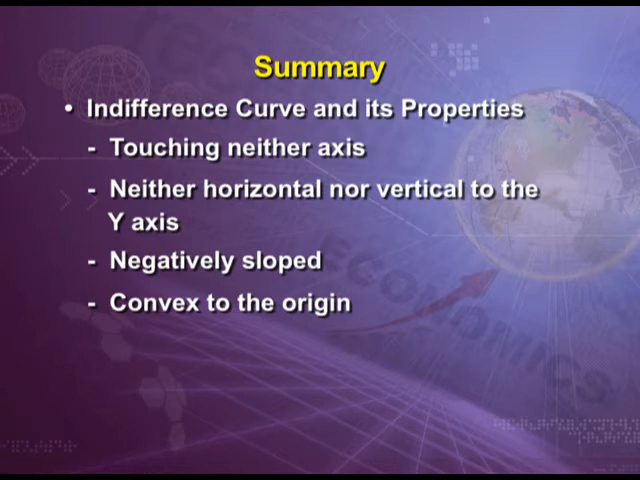 Summary
• Indifference Curve and its Properties
- Touching neither axis
- Neither horizontal nor vertical to the
Y axis
- Negatively sloped
- Convex to the origin
ECONOMICS